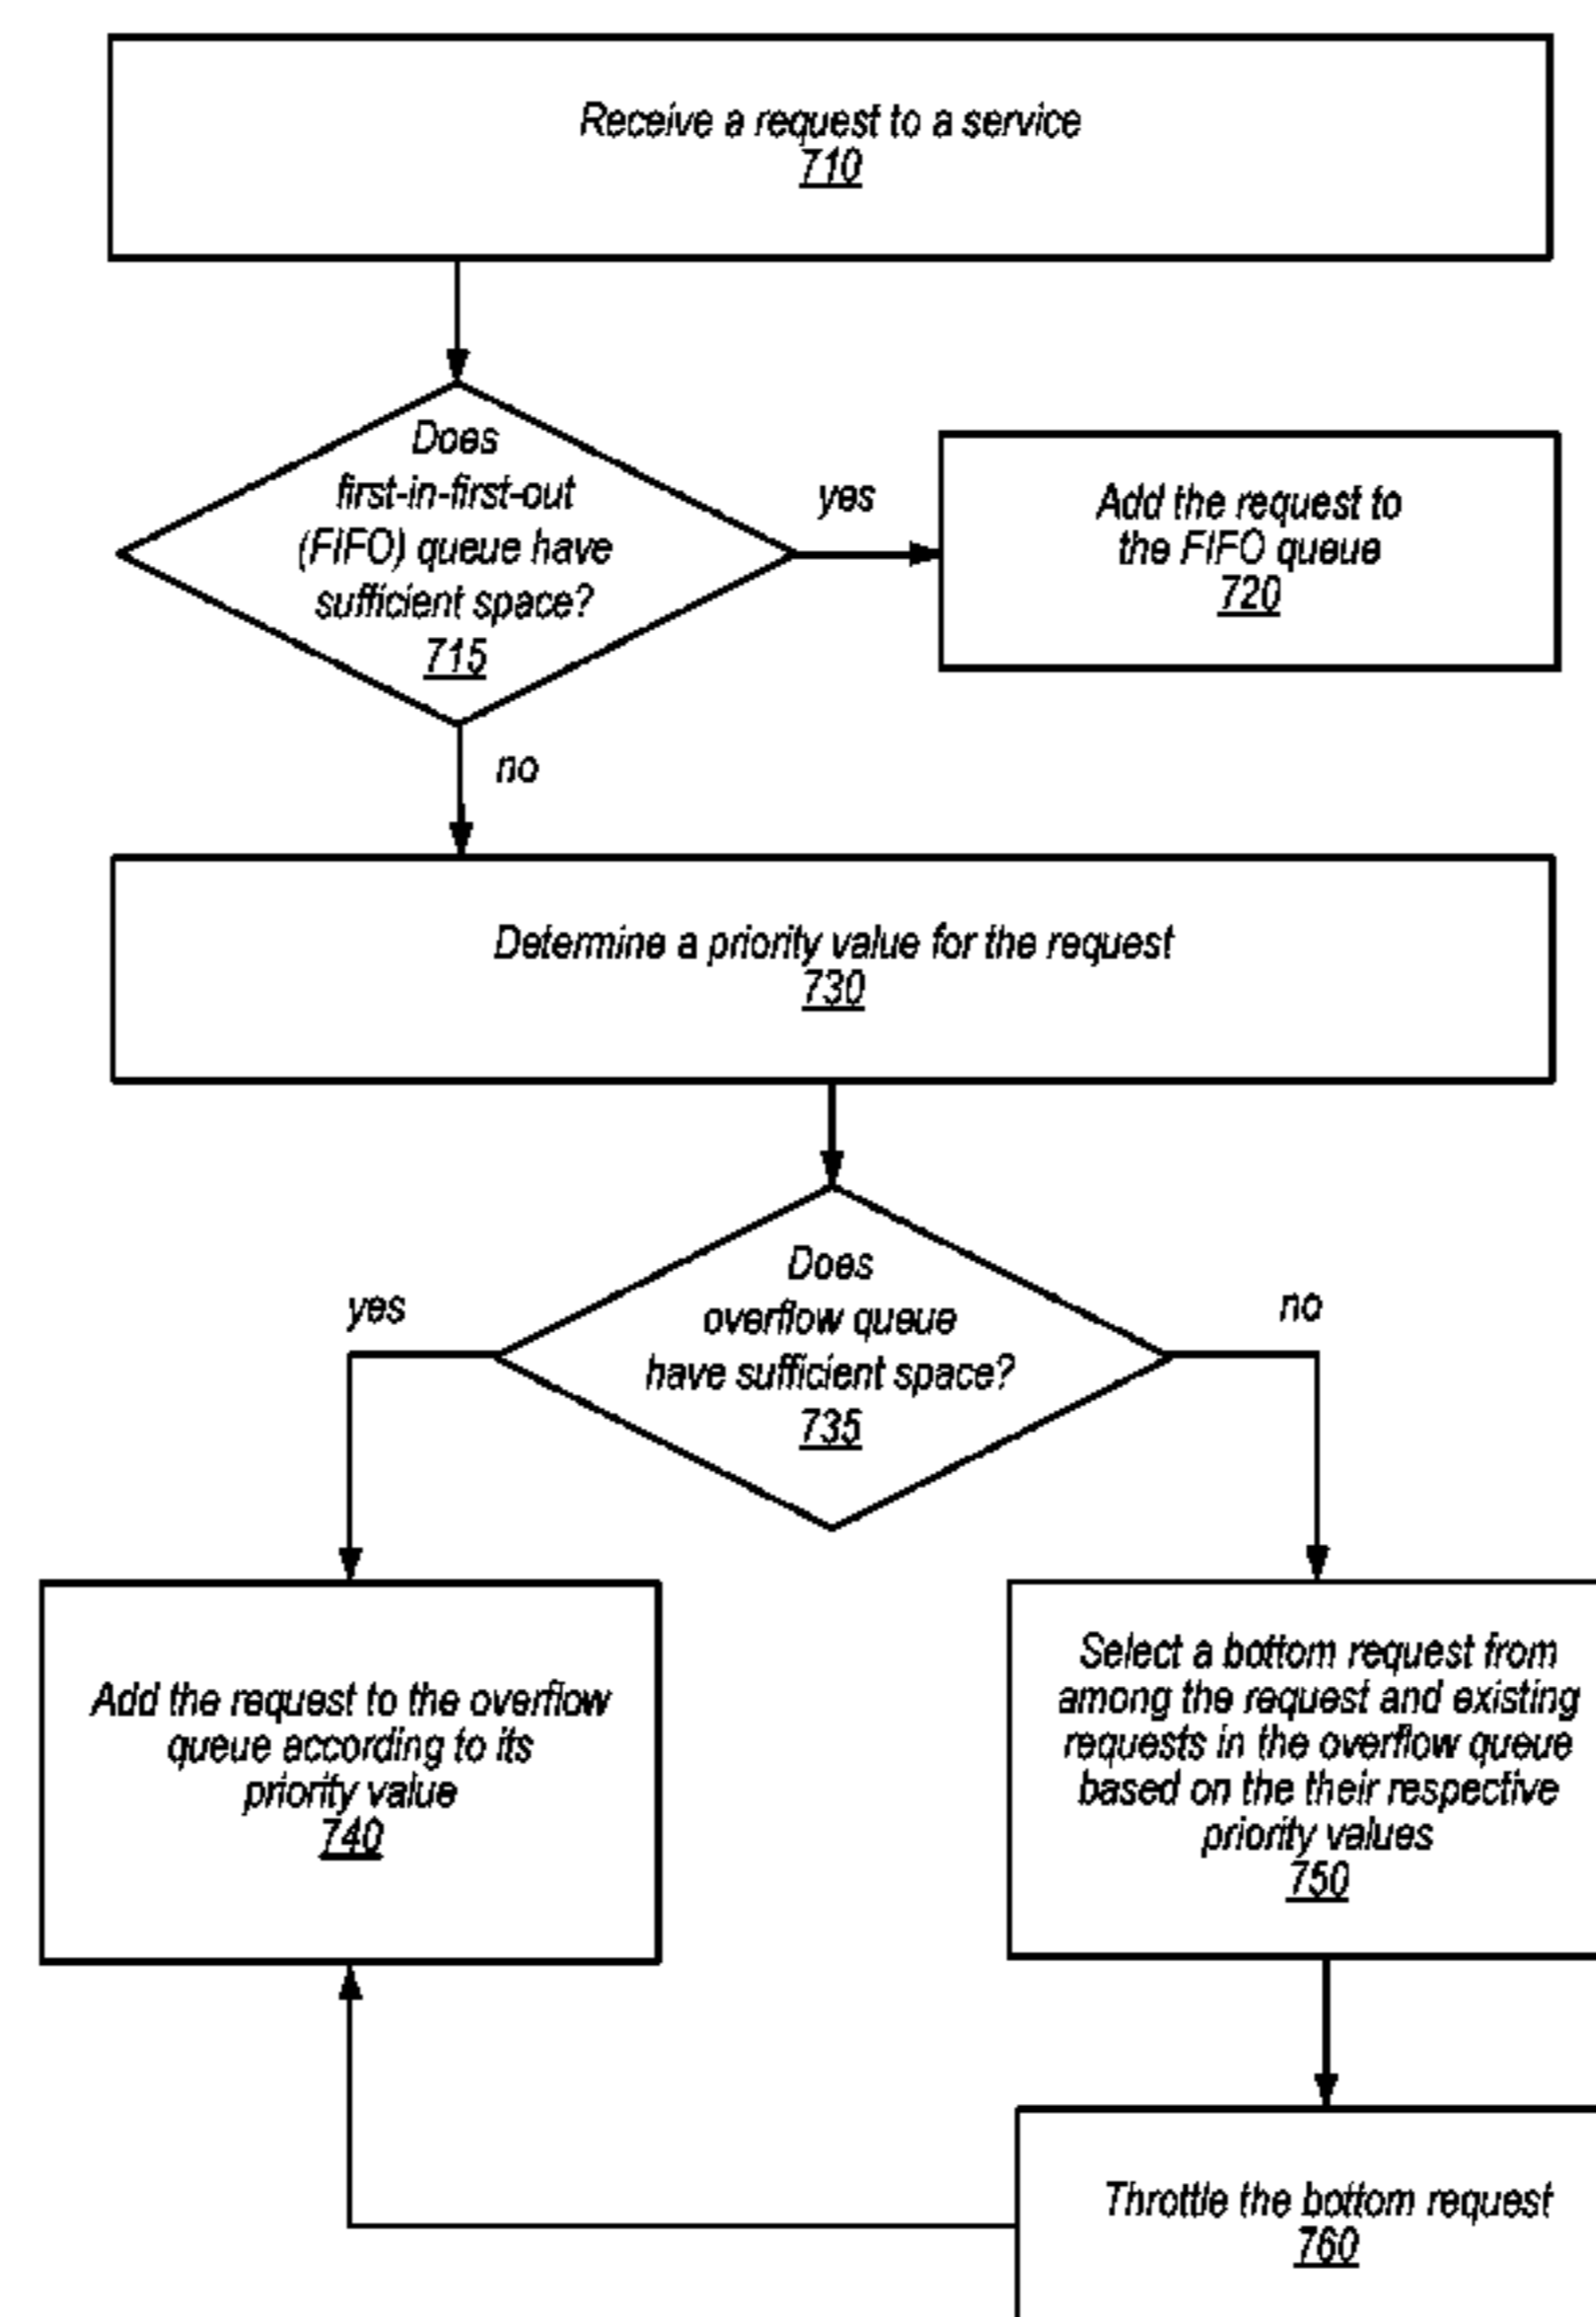 Receive a request to a service
710
Does
first-in-first-out
(FIFO) queue have
sufficient space?
715
yes
Add the request to
the FIFO queue
720
no
Determine a priority value for the request
730
Does
overflow queue
have sufficient space?
735
yes
no
Add the request to the overflow
queue according to its
priority value
740
Select a bottom request from
among the request and existing
requests in the overflow queue
based on the their respective
priority values
750
Throttle the bottom request
760